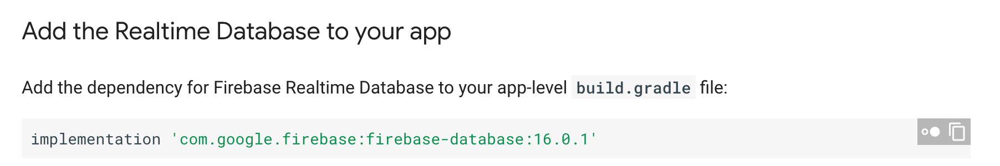 Add the Realtime Database to your app
Add the dependency for Firebase Realtime Database to your app-level build.gradle file:
implementation 'com.google.firebase:firebase-database:16.0.1'